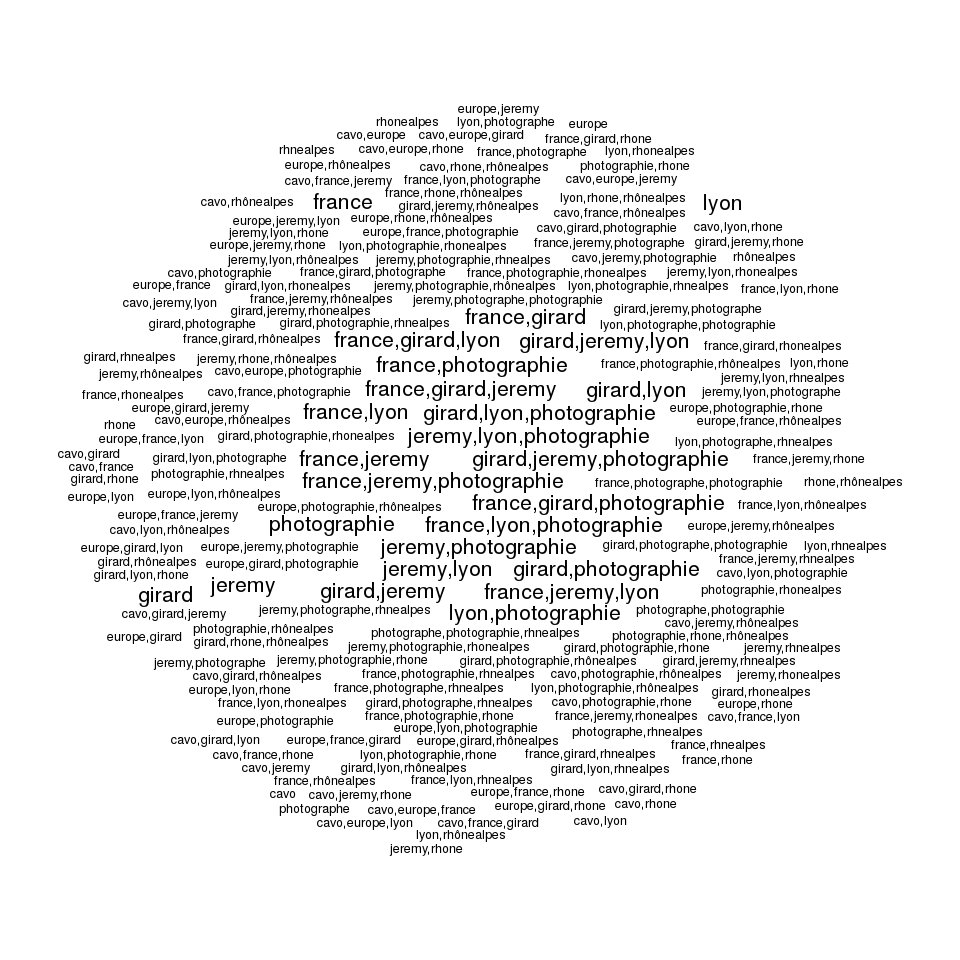 europe,jeremy
rhonealpes lyon,photographe europe
cavo,europe cavo,europe,girard france,girard,rhone
rhnealpes cavo,europe,rhone france,photographe lyon,rhonealpes
europe,rhônealpes cavo,rhone,rhônealpes photographie,rhone
cavo,france,jeremy france,lyon,photographe cavo,europe,jeremy
france,rhone,rhônealpes
cavo,rhônealpes france girard,jeremy,rhônealpes lyon,rhone,rhônealpes lyon
cavo,france,rhônealpes
europe,jeremy,lyon europe,rhone,rhônealpes
jeremy,lyon,rhone europe,france,photographie cavo,girard,photographie cavo,lyon,rhone
europe,jeremy,rhone lyon,photographie,rhonealpes france,jeremy,photographe girard,jeremy,rhone
jeremy,lyon,rhônealpes jeremy,photographie,rhnealpes cavo,jeremy,photographie rhônealpes
cavo,photographie france,girard,photographe france,photographie,rhonealpes jeremy,lyon,rhonealpes
europe,france girard,lyon,rhonealpes jeremy,photographie,rhônealpes lyon,photographie,rhnealpes france,lyon,rhone
cavo,jeremy,lyon france,jeremy,rhônealpes jeremy,photographe,photographie
girard,jeremy,rhonealpes girard,jeremy,photographe
girard,photographe girard,photographie,rhnealpes france,girard lyon,photographe,photographie
france,girard,rhônealpes france,girard,lyon girard,jeremy,lyon france,girard,rhonealpes
girard,rhnealpes jeremy,rhone,rhônealpes
jeremy,rhônealpes cavo,europe,photographie france,photographie france,photographie,rhônealpes lyon,rhone
jeremy,lyon,rhnealpes
france,rhonealpes cavo,france,photographie france,girard,jeremy girard,lyon jeremy,lyon,photographe
europe,girard,jeremy france,lyon girard,lyon,photographie europe,photographie,rhone
rhone cavo,europe,rhônealpes europe,france,rhônealpes
europe,france,lyon girard,photographie,rhonealpes jeremy,lyon,photographie lyon,photographe,rhnealpes
cavo,girard girard,lyon,photographe france,jeremy girard,jeremy,photographie france,jeremy,rhone
cavo,france
girard,rhone photographie,rhnealpes france,jeremy,photographie france,photographe,photographie rhone,rhônealpes
europe,lyon europe,lyon,rhônealpes
europe,photographie,rhônealpes france,girard,photographie france,lyon,rhônealpes
europe,france,jeremy
cavo,lyon,rhônealpes photographie france,lyon,photographie europe,jeremy,rhônealpes
europe,girard,lyon europe,jeremy,photographie jeremy,photographie girard,photographe,photographie lyon,rhnealpes
girard,rhônealpes europe,girard,photographie france,jeremy,rhnealpes
girard,lyon,rhone jeremy,lyon girard,photographie cavo,lyon,photographie
girard jeremy girard,jeremy france,jeremy,lyon photographie,rhonealpes
cavo,girard,jeremy jeremy,photographe,rhnealpes lyon,photographie photographe,photographie
cavo,jeremy,rhônealpes
europe,girard photographie,rhônealpes photographe,photographie,rhnealpes photographie,rhone,rhônealpes
girard,rhone,rhônealpes jeremy,photographie,rhonealpes girard,photographie,rhone jeremy,rhnealpes
jeremy,photographe jeremy,photographie,rhone girard,photographie,rhônealpes girard,jeremy,rhnealpes
cavo,girard,rhônealpes france,photographie,rhnealpes cavo,photographie,rhônealpes jeremy,rhonealpes
europe,lyon,rhone france,photographe,rhnealpes lyon,photographie,rhônealpes girard,rhonealpes
france,lyon,rhonealpes girard,photographe,rhnealpes cavo,photographie,rhone europe,rhone
europe,photographie france,photographie,rhone france,jeremy,rhonealpes cavo,france,lyon
europe,lyon,photographie photographe,rhnealpes
cavo,girard,lyon europe,france,girard europe,girard,rhônealpes france,rhnealpes
cavo,france,rhone lyon,photographie,rhone france,girard,rhnealpes france,rhone
cavo,jeremy girard,lyon,rhônealpes girard,lyon,rhnealpes
france,rhônealpes france,lyon,rhnealpes
cavo cavo,jeremy,rhone europe,france,rhone cavo,girard,rhone
photographe cavo,europe,france europe,girard,rhone cavo,rhone
cavo,europe,lyon cavo,france,girard cavo,lyon
lyon,rhônealpes
jeremy,rhone